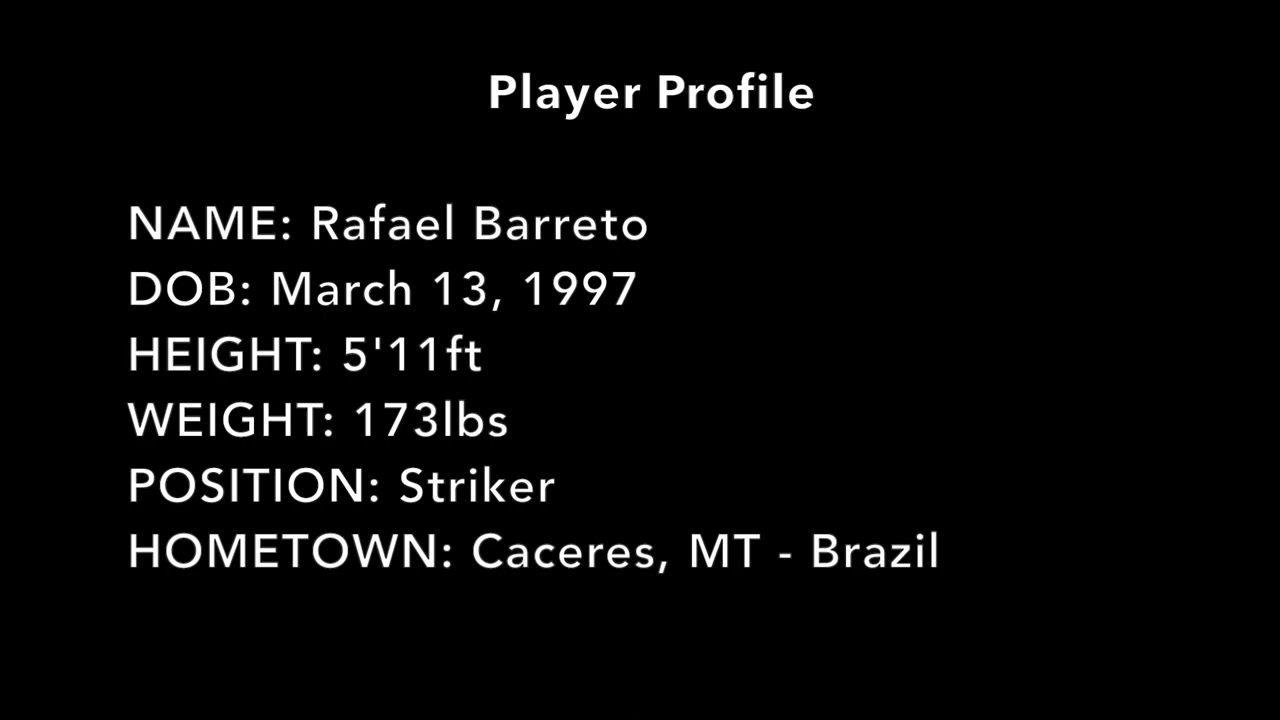 Player Profile
NAME: Rafael Barreto
DOB: March 13, 1997
HEIGHT: 5'11ft
WEIGHT: 173lbs
POSITION: Striker
HOMETOWN: Caceres, MT - Brazil